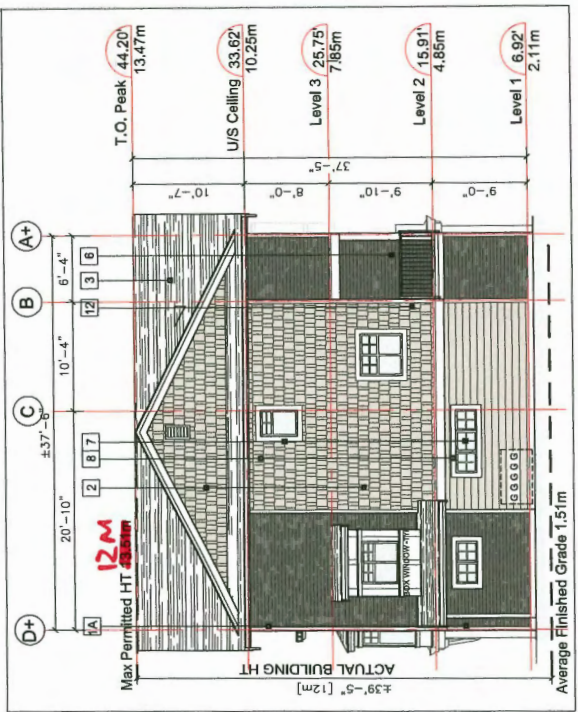 D+
C
B
A+
±37'-6"
20'-10"
10'-4"
6'-4"
1A
2
8
7
12
3
6
12M
Max Permitted HT 13.51m
T.O. Peak 44.20'
13.47m
U/S Ceiling 33.62'
10.25m
Level 3 25.75'
7.85m
Level 2 15.91'
4.85m
Level 1 6.92'
2.11m
10'-7"
8'-0"
9'-10"
9'-0"
37'-5"
ACTUAL BUILDING HT
±39'-5" [12m]
GGGGG
Average Finished Grade 1.51m